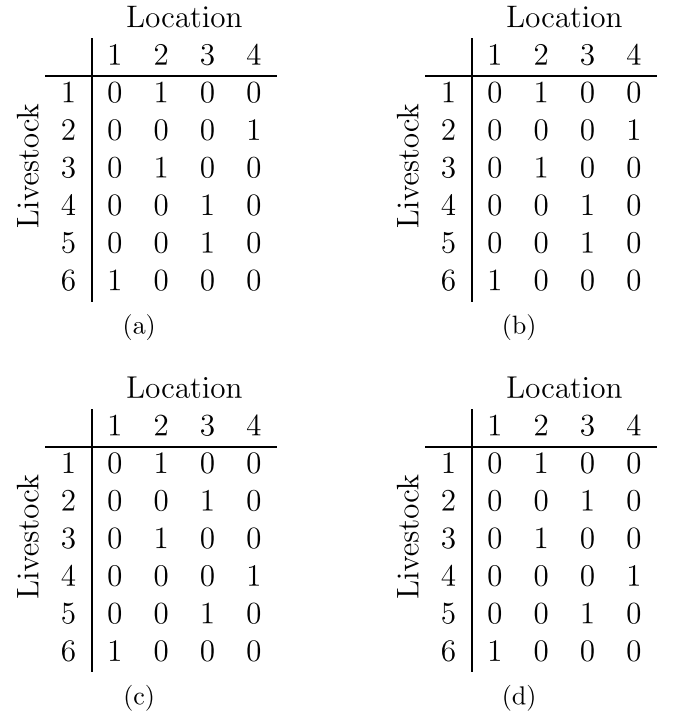 Location
1 2 3 4
Livestock
1 0 1 0 0
2 0 0 0 1
3 0 1 0 0
4 0 0 1 0
5 0 0 1 0
6 1 0 0 0
(a)
Location
1 2 3 4
Livestock
1 0 1 0 0
2 0 0 0 1
3 0 1 0 0
4 0 0 1 0
5 0 0 1 0
6 1 0 0 0
(b)
Location
1 2 3 4
Livestock
1 0 1 0 0
2 0 0 1 0
3 0 1 0 0
4 0 0 0 1
5 0 0 1 0
6 1 0 0 0
(c)
Location
1 2 3 4
Livestock
1 0 1 0 0
2 0 0 1 0
3 0 1 0 0
4 0 0 0 1
5 0 0 1 0
6 1 0 0 0
(d)